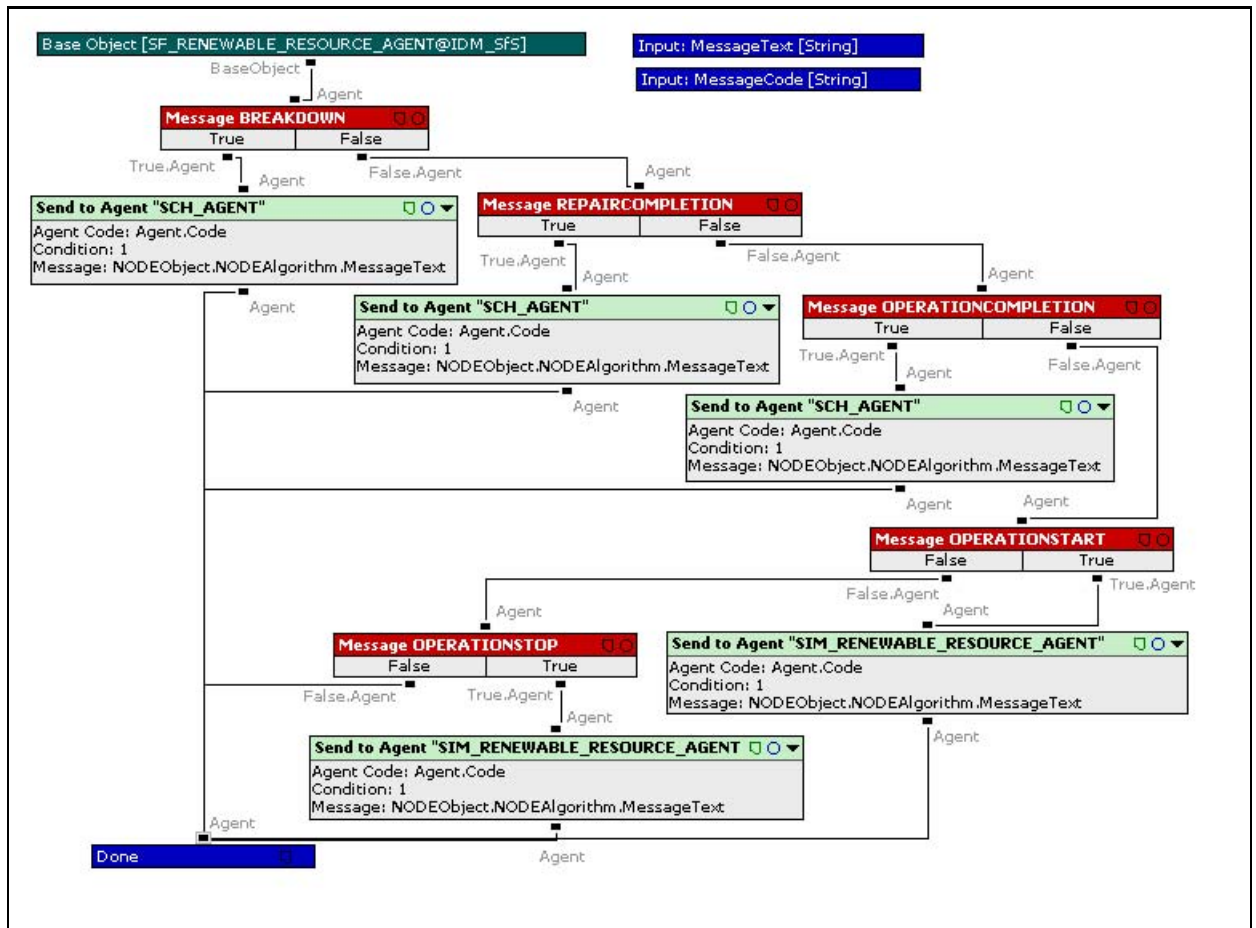 Base Object [SF_RENEWABLE_RESOURCE_AGENT@IDM_SfS]
Input: MessageText [String]
BaseObject
Input: MessageCode [String]
Agent
Message BREAKDOWN
True False
True.Agent
Agent
False.Agent
Agent
Send to Agent "SCH_AGENT"
Agent Code: Agent.Code
Condition: 1
Message: NODEObject.NODEAlgorithm.MessageText
Agent
Message REPAIRCOMPLETION
True False
True.Agent
Agent
False.Agent
Agent
Send to Agent "SCH_AGENT"
Agent Code: Agent.Code
Condition: 1
Message: NODEObject.NODEAlgorithm.MessageText
Agent
Message OPERATIONCOMPLETION
True False
True.Agent
Agent
False.Agent
Send to Agent "SCH_AGENT"
Agent Code: Agent.Code
Condition: 1
Message: NODEObject.NODEAlgorithm.MessageText
Agent
Agent
Message OPERATIONSTART
False True
False.Agent
True.Agent
Agent
Agent
Message OPERATIONSTOP
False True
False.Agent
True.Agent
Agent
Send to Agent "SIM_RENEWABLE_RESOURCE_AGENT"
Agent Code: Agent.Code
Condition: 1
Message: NODEObject.NODEAlgorithm.MessageText
Agent
Send to Agent "SIM_RENEWABLE_RESOURCE_AGENT
Agent Code: Agent.Code
Condition: 1
Message: NODEObject.NODEAlgorithm.MessageText
Agent
Agent
Done